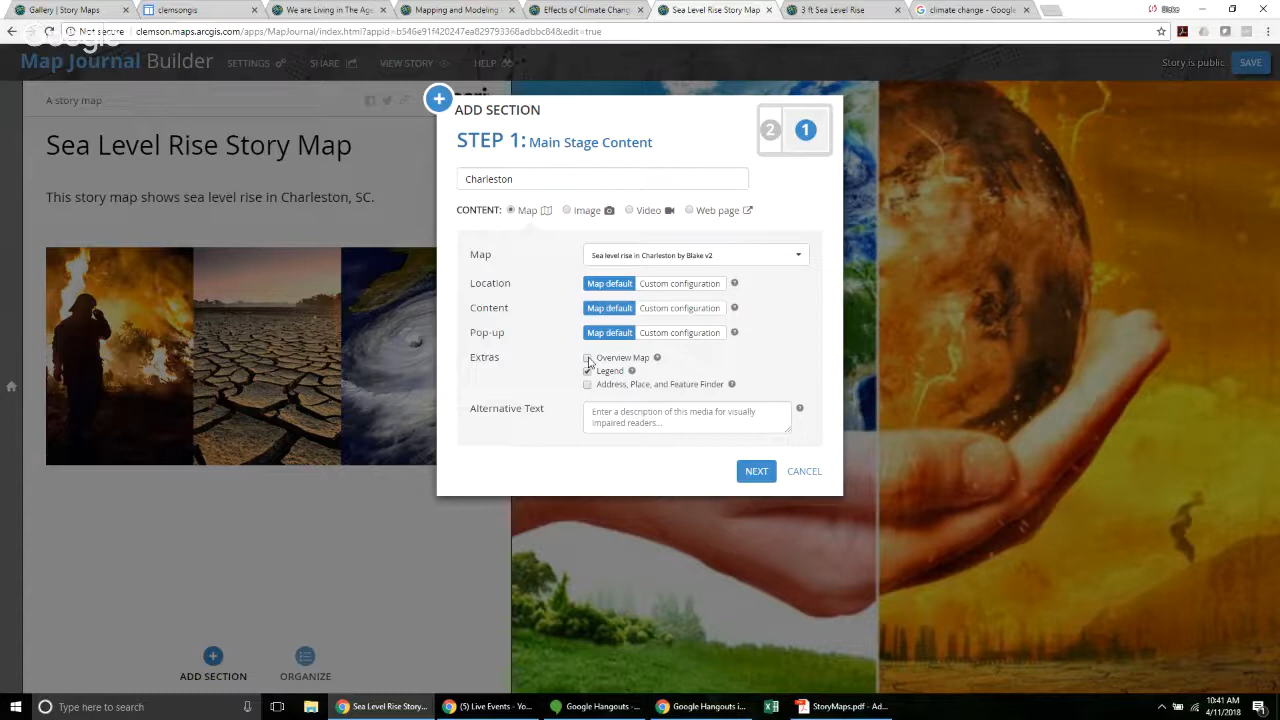 Gallery | Story Maps
clemsongis
We are Living in The Ag
Mapping and Modeling
Effects of Climate Chang
Sea Level Rise Story Map
3 ft Sea Level Rise
climate change - Google
Blake
Not secure
clemson.maps.arcgis.com/apps/MapJournal/index.html?appid=b546e91f420247ea829793368adbbc84&edit=true
Google
Map Journal Builder
SETTINGS
SHARE
VIEW STORY
HELP
Story is public
SAVE
A story map
esri
Sea Level Rise Story Map
This story map shows sea level rise in Charleston, SC.
ADD SECTION
STEP 1: Main Stage Content
2
1
Charleston
CONTENT:
Map
Image
Video
Web page
Map
Sea level rise in Charleston by Blake v2
Location
Map default
Custom configuration
Content
Map default
Custom configuration
Pop-up
Map default
Custom configuration
Extras
Overview Map
Legend
Address, Place, and Feature Finder
Alternative Text
Enter a description of this media for visually
impaired readers...
NEXT
CANCEL
ADD SECTION
ORGANIZE
Type here to search
Sea Level Rise Story...
(5) Live Events - Yo...
Google Hangouts -...
Google Hangouts i...
StoryMaps.pdf - Ad...
10:41 AM
4/11/2018